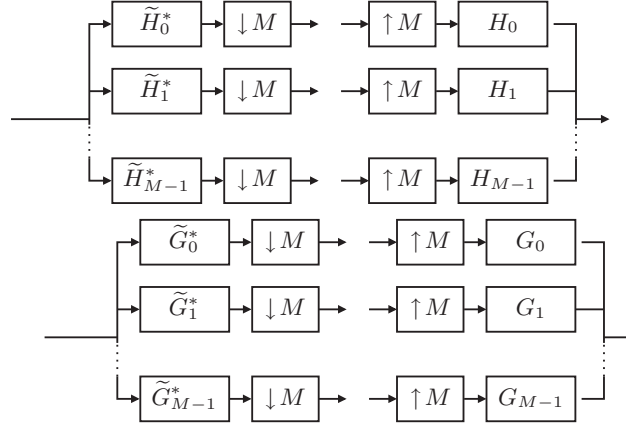 H̃₀* ↓M ↑M H₀
H̃₁* ↓M ↑M H₁
H̃*_{M−1} ↓M ↑M H_{M−1}
G̃₀* ↓M ↑M G₀
G̃₁* ↓M ↑M G₁
G̃*_{M−1} ↓M ↑M G_{M−1}